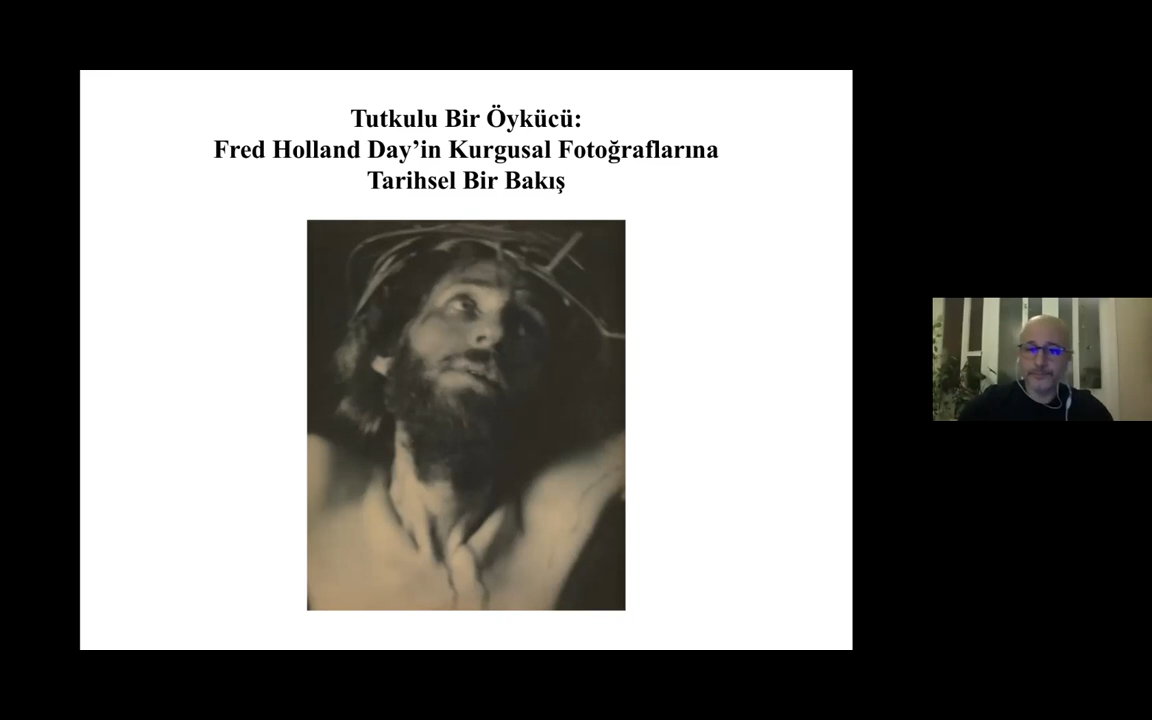 Tutkulu Bir Öykücü:
Fred Holland Day’in Kurgusal Fotoğraflarına
Tarihsel Bir Bakış